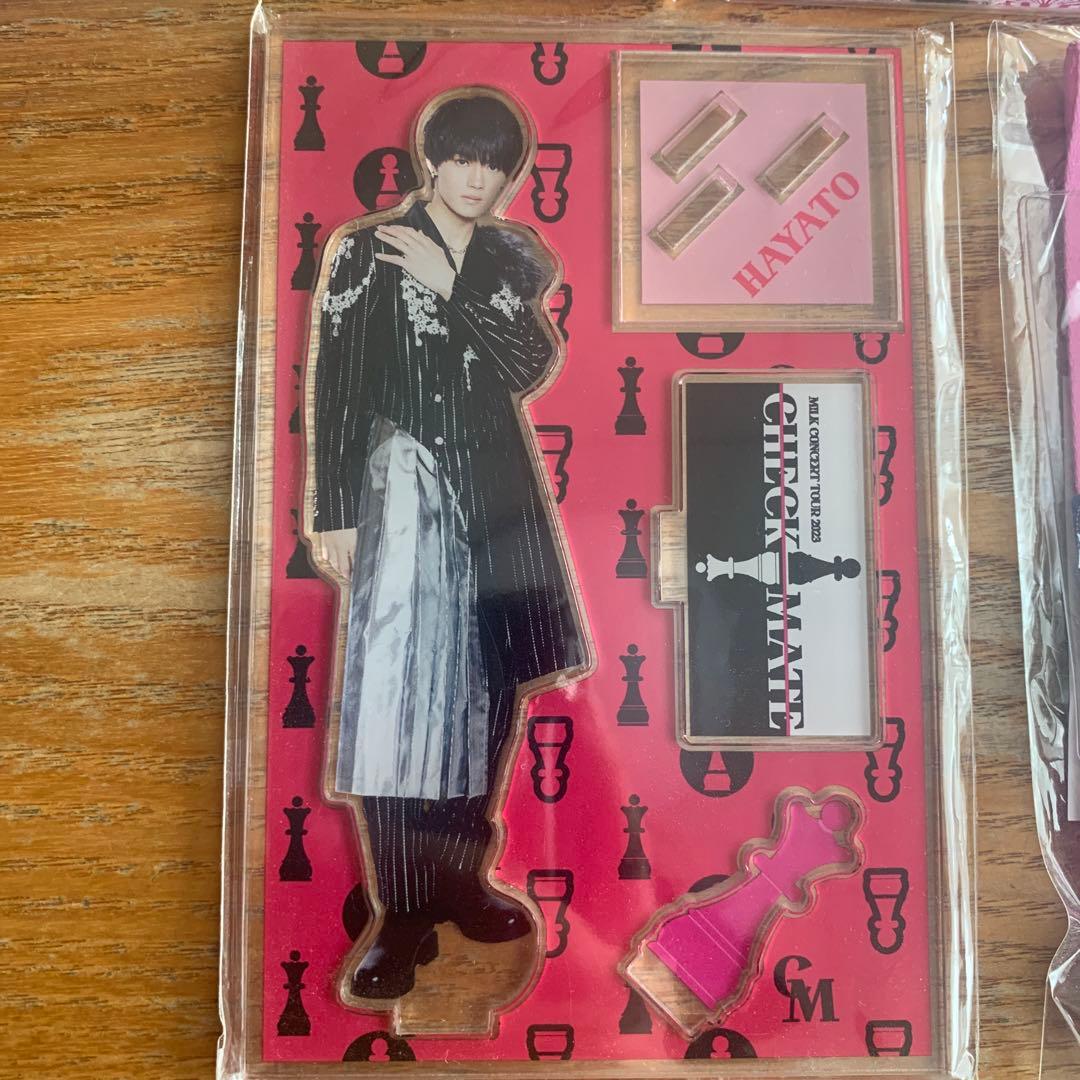 HAYATO
M!LK CONCERT TOUR 2023
CHECK MATE
CM